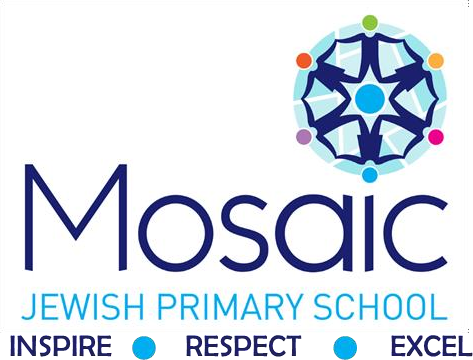 Mosaic
JEWISH PRIMARY SCHOOL
INSPIRE RESPECT EXCEL